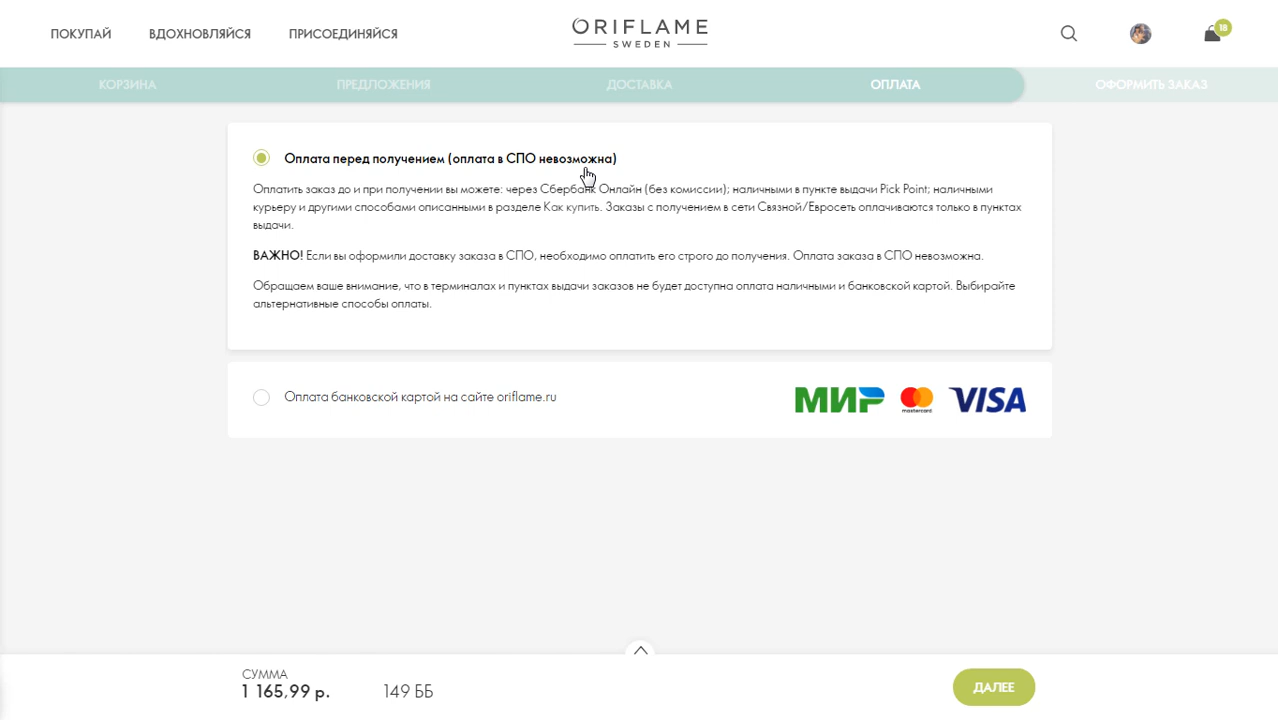 ПОКУПАЙ ВДОХНОВЛЯЙСЯ ПРИСОЕДИНЯЙСЯ
ORIFLAME
SWEDEN
18
КОРЗИНА ПРЕДЛОЖЕНИЯ ДОСТАВКА ОПЛАТА ОФОРМИТЬ ЗАКАЗ
Оплата перед получением (оплата в СПО невозможна)
Оплатить заказ до и при получении вы можете: через Сбербанк Онлайн (без комиссии); наличными в пункте выдачи Pick Point; наличными
курьеру и другими способами описанными в разделе Как купить. Заказы с получением в сети Связной/Евросеть оплачиваются только в пунктах
выдачи.
ВАЖНО! Если вы оформили доставку заказа в СПО, необходимо оплатить его строго до получения. Оплата заказа в СПО невозможна.
Обращаем ваше внимание, что в терминалах и пунктах выдачи заказов не будет доступна оплата наличными и банковской картой. Выбирайте
альтернативные способы оплаты.
Оплата банковской картой на сайте oriflame.ru
МИР mastercard VISA
СУММА
1 165,99 р. 149 ББ
ДАЛЕЕ